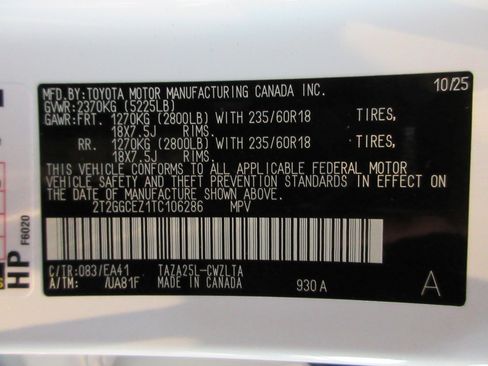 MFD.BY:TOYOTA MOTOR MANUFACTURING CANADA INC. 10/25
GVWR:2370KG (5225LB)
GAWR:FRT. 1270KG (2800LB) WITH 235/60R18 TIRES,
18X7.5J RIMS.
RR. 1270KG (2800LB) WITH 235/60R18 TIRES,
18X7.5J RIMS.
THIS VEHICLE CONFORMS TO ALL APPLICABLE FEDERAL MOTOR
VEHICLE SAFETY AND THEFT PREVENTION STANDARDS IN EFFECT ON
THE DATE OF MANUFACTURE SHOWN ABOVE.
2T2GGCEZ1TC106286 MPV
C/TR:083/EA41 TAZA25L-CWZLTA
A/TM: /UA81F MADE IN CANADA 930A A
HP F6020